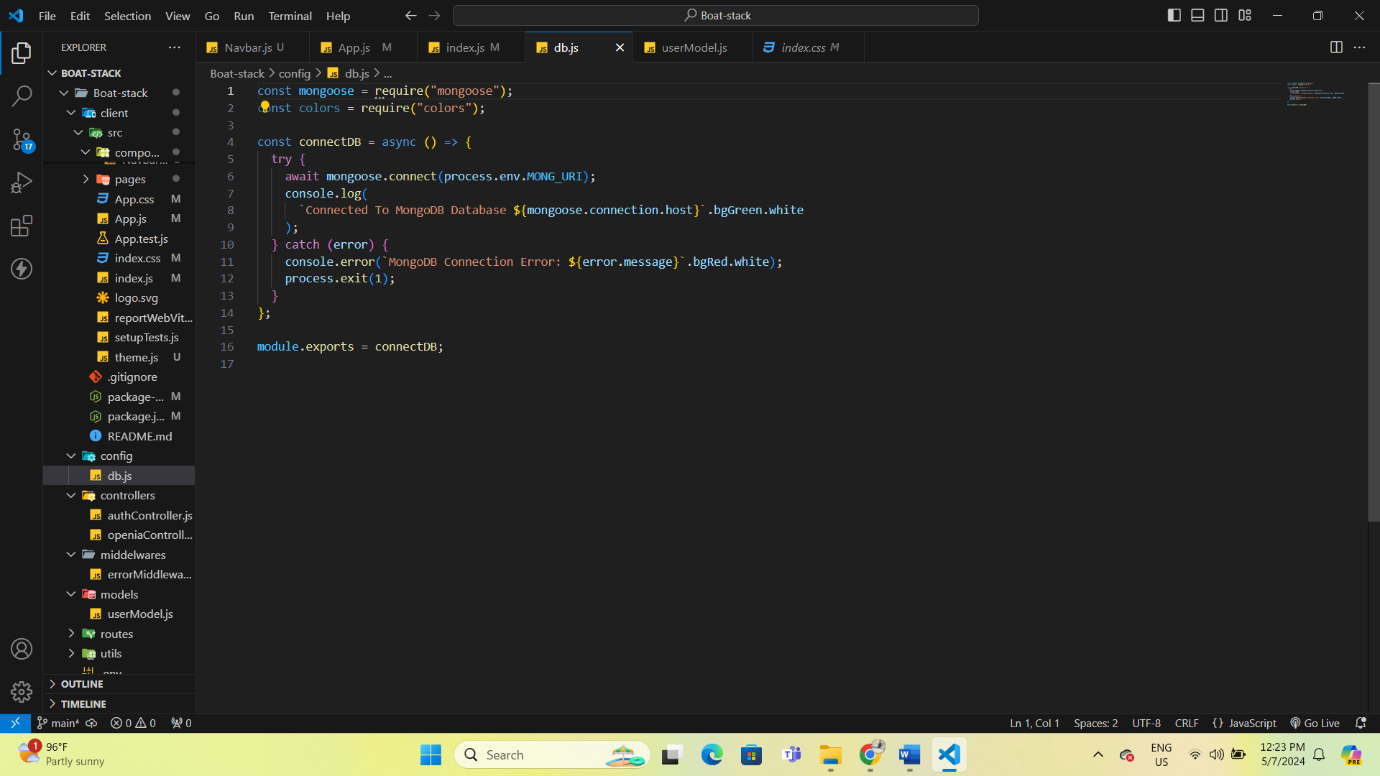 File Edit Selection View Go Run Terminal Help
Boat-stack
EXPLORER
Navbar.js U
App.js M
index.js M
db.js
userModel.js
index.css M
BOAT-STACK
Boat-stack
client
src
compo...
pages
App.css M
App.js M
App.test.js
index.css M
index.js M
logo.svg
reportWebVit...
setupTests.js
theme.js U
.gitignore
package-... M
package.j... M
README.md
config
db.js
controllers
authController.js
openiaControll...
middelwares
errorMiddlewa...
models
userModel.js
routes
utils
OUTLINE
TIMELINE
17
Boat-stack > config > db.js > ...
1 const mongoose = require("mongoose");
2 const colors = require("colors");
3
4 const connectDB = async () => {
5 try {
6 await mongoose.connect(process.env.MONG_URI);
7 console.log(
8 `Connected To MongoDB Database ${mongoose.connection.host}`.bgGreen.white
9 );
10 } catch (error) {
11 console.error(`MongoDB Connection Error: ${error.message}`.bgRed.white);
12 process.exit(1);
13 }
14 };
15
16 module.exports = connectDB;
17
main* 0 0 0
Ln 1, Col 1 Spaces: 2 UTF-8 CRLF {} JavaScript Go Live
1 96°F
Partly sunny
Search
ENG
US
12:23 PM
5/7/2024
PRE